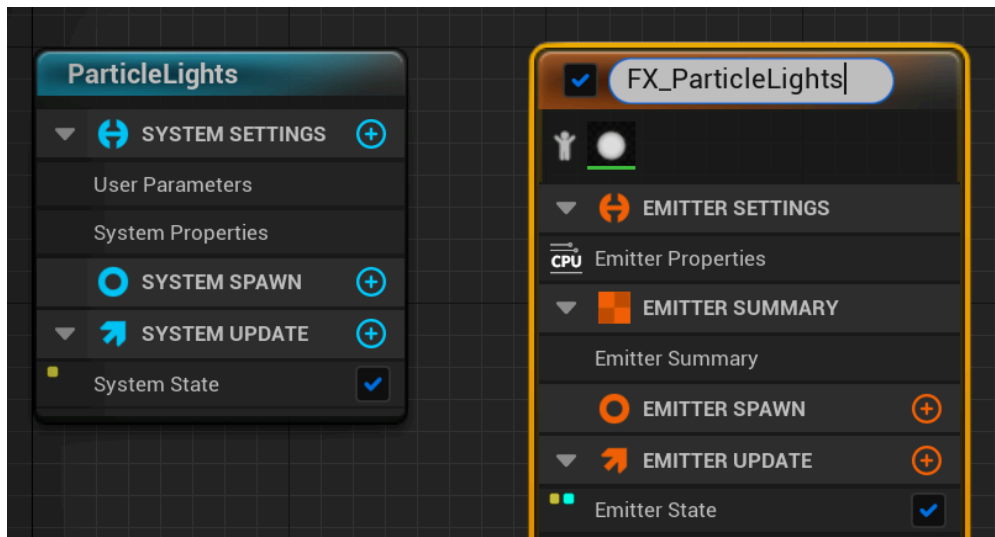 ParticleLights
SYSTEM SETTINGS
User Parameters
System Properties
SYSTEM SPAWN
SYSTEM UPDATE
System State
FX_ParticleLights
EMITTER SETTINGS
CPU Emitter Properties
EMITTER SUMMARY
Emitter Summary
EMITTER SPAWN
EMITTER UPDATE
Emitter State